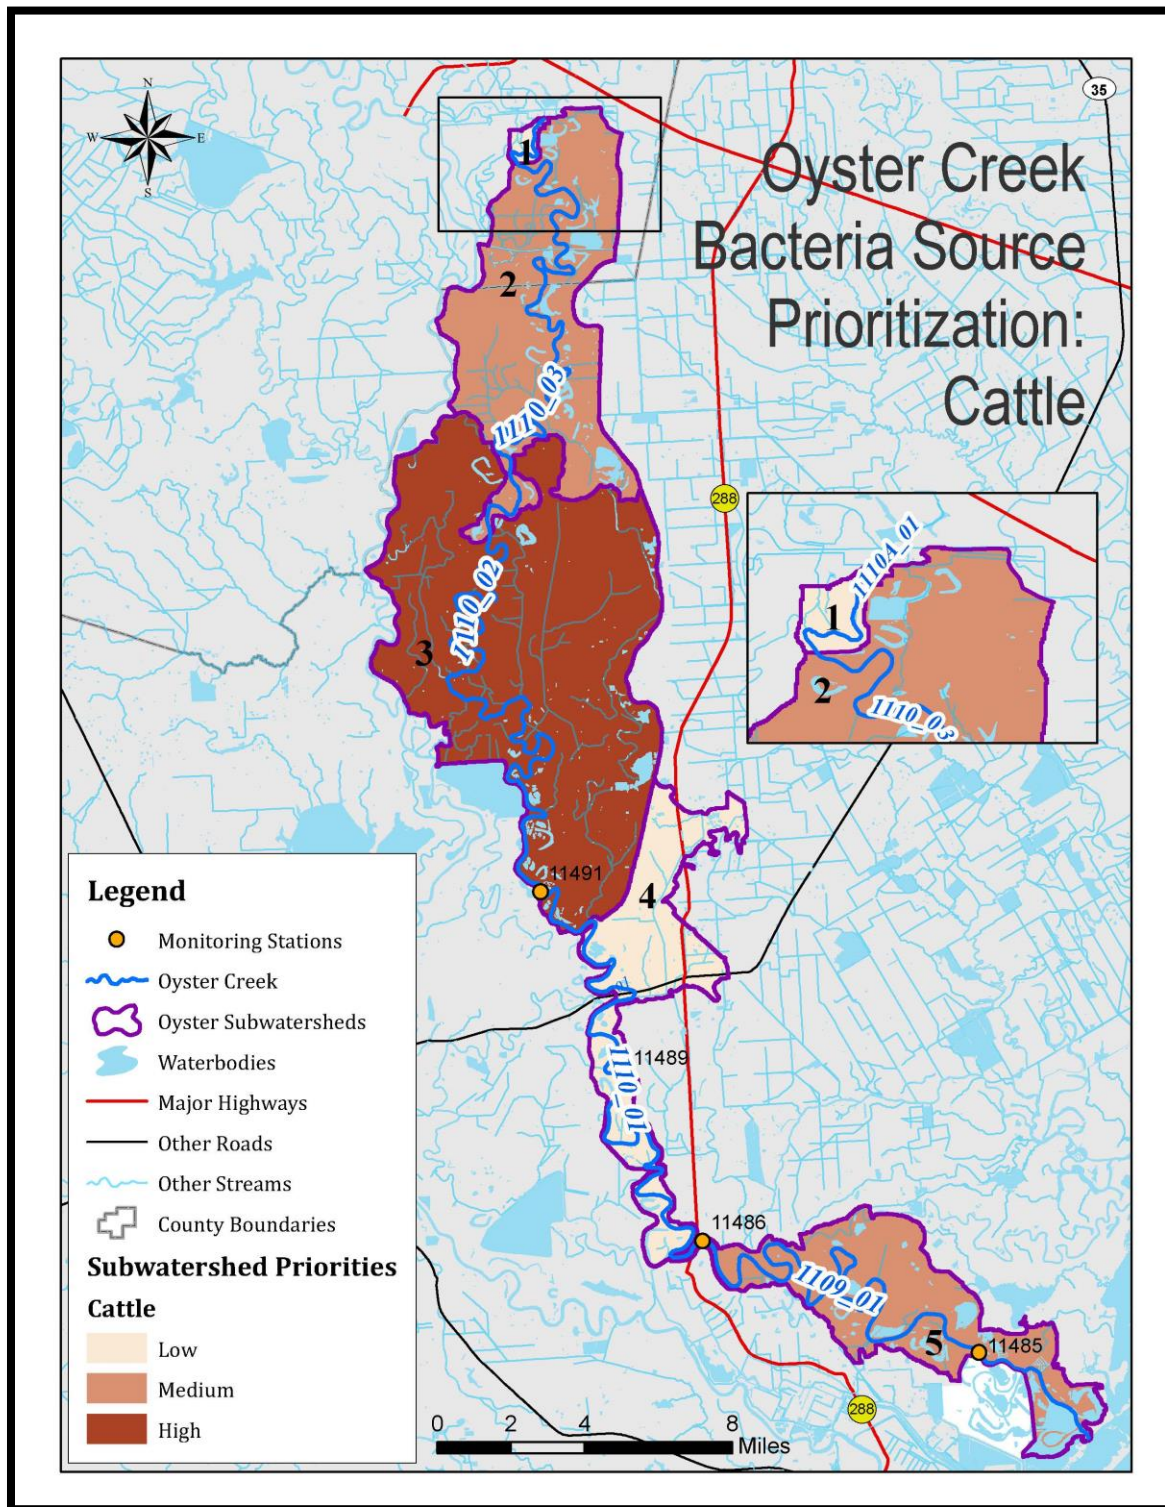 N
W E
S
35
Oyster Creek
Bacteria Source
Prioritization:
Cattle
1
2
1110_03
288
1110A_01
1
2
1110_03
1110_02
3
11491
4
11489
1110_01
11486
1109_01
5
11485
288
Legend
Monitoring Stations
Oyster Creek
Oyster Subwatersheds
Waterbodies
Major Highways
Other Roads
Other Streams
County Boundaries
Subwatershed Priorities
Cattle
Low
Medium
High
0 2 4 8
Miles